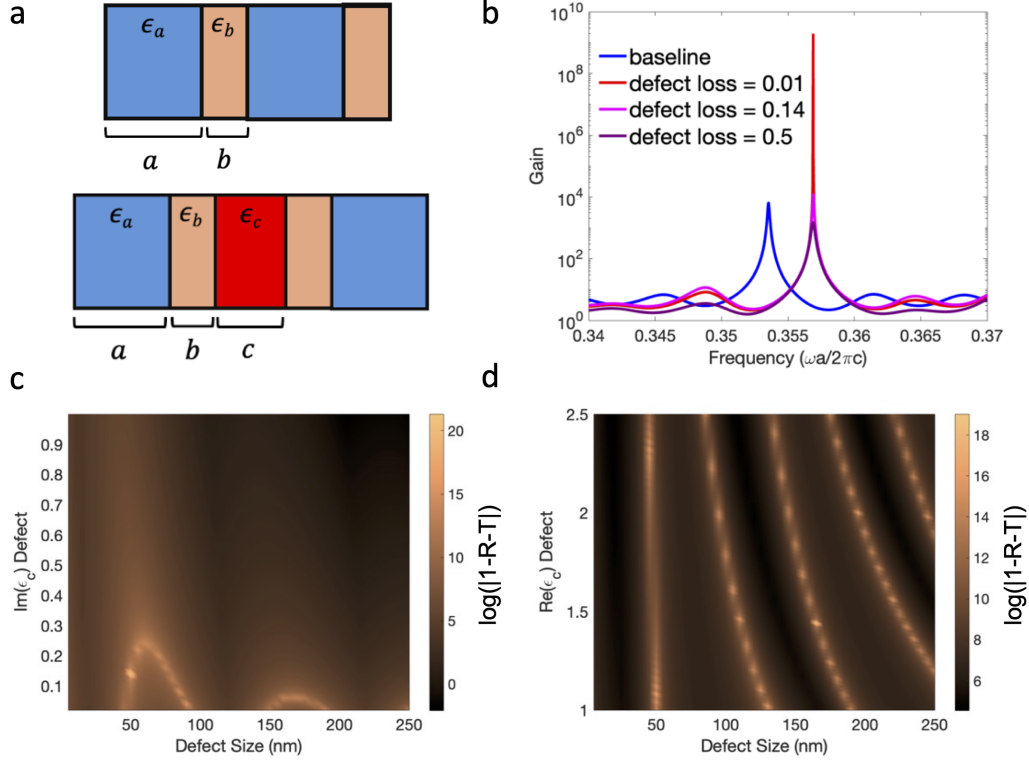 a
ϵa ϵb
a b
ϵa ϵb ϵc
a b c
b
10^10
10^8
10^6
10^4
10^2
10^0
Gain
baseline
defect loss = 0.01
defect loss = 0.14
defect loss = 0.5
0.34 0.345 0.35 0.355 0.36 0.365 0.37
Frequency (ωa/2πc)
c
0.9
0.8
0.7
0.6
0.5
0.4
0.3
0.2
0.1
Im(ϵc) Defect
50 100 150 200 250
Defect Size (nm)
20
15
10
5
0
log(|1-R-T|)
d
2.5
2
1.5
1
Re(ϵc) Defect
50 100 150 200 250
Defect Size (nm)
18
16
14
12
10
8
6
log(|1-R-T|)